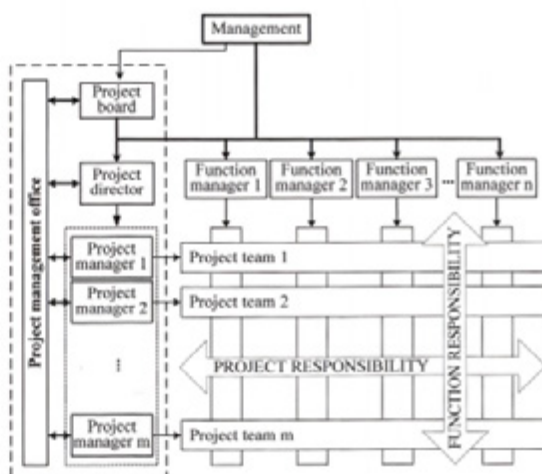 Management
Project
board
Project
director
Function
manager 1
Function
manager 2
Function
manager 3
...
Function
manager n
Project management office
Project
manager 1
Project team 1
Project
manager 2
Project team 2
...
PROJECT RESPONSIBILITY
FUNCTION RESPONSIBILITY
Project
manager m
Project team m